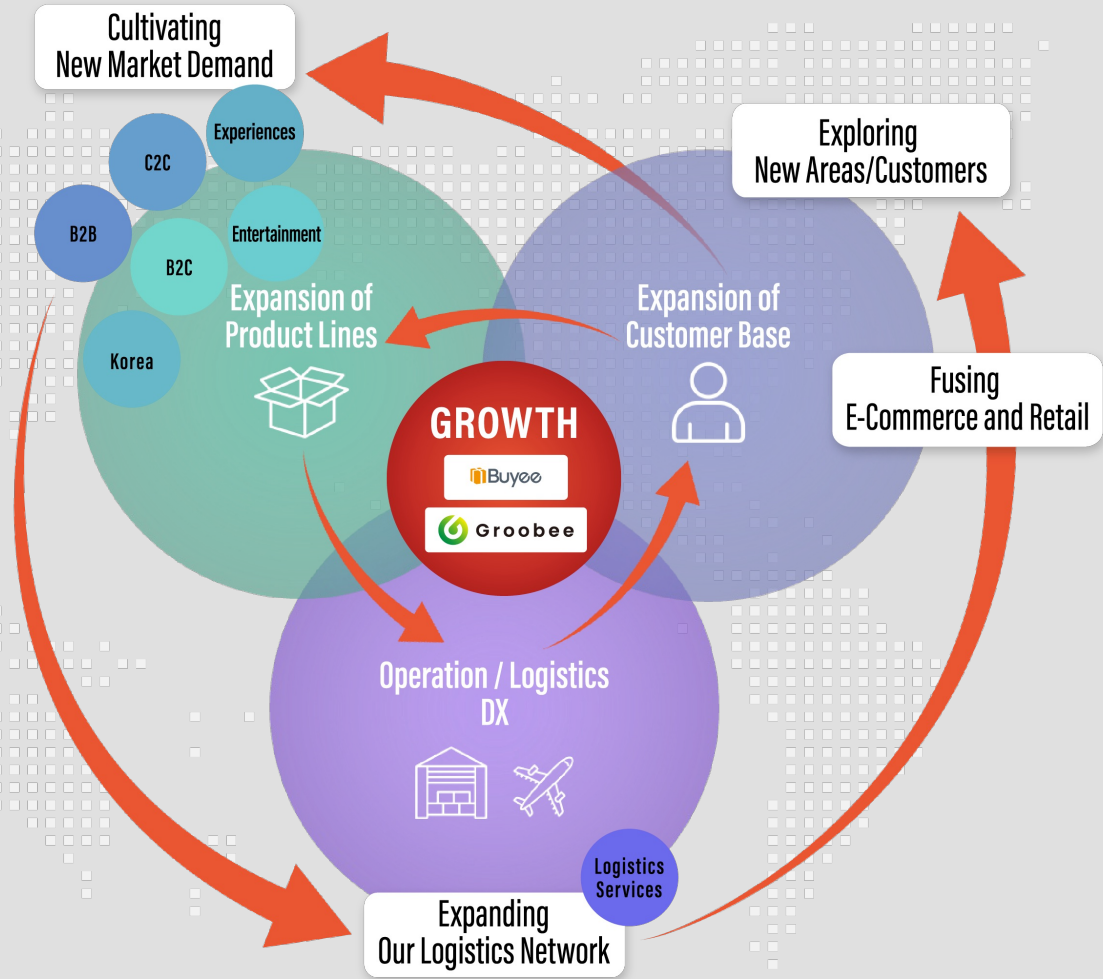 Cultivating
New Market Demand
Experiences
C2C
B2B
Entertainment
B2C
Korea
Expansion of
Product Lines
Exploring
New Areas/Customers
Expansion of
Customer Base
Fusing
E-Commerce and Retail
GROWTH
Buyee
Groobee
Operation / Logistics
DX
Logistics
Services
Expanding
Our Logistics Network